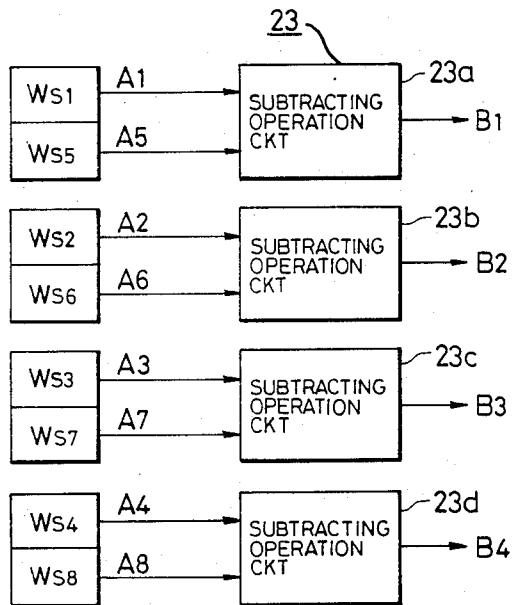 23
23a
WS1 A1
SUBTRACTING
OPERATION
CKT
B1
WS5 A5
23b
WS2 A2
SUBTRACTING
OPERATION
CKT
B2
WS6 A6
23c
WS3 A3
SUBTRACTING
OPERATION
CKT
B3
WS7 A7
23d
WS4 A4
SUBTRACTING
OPERATION
CKT
B4
WS8 A8